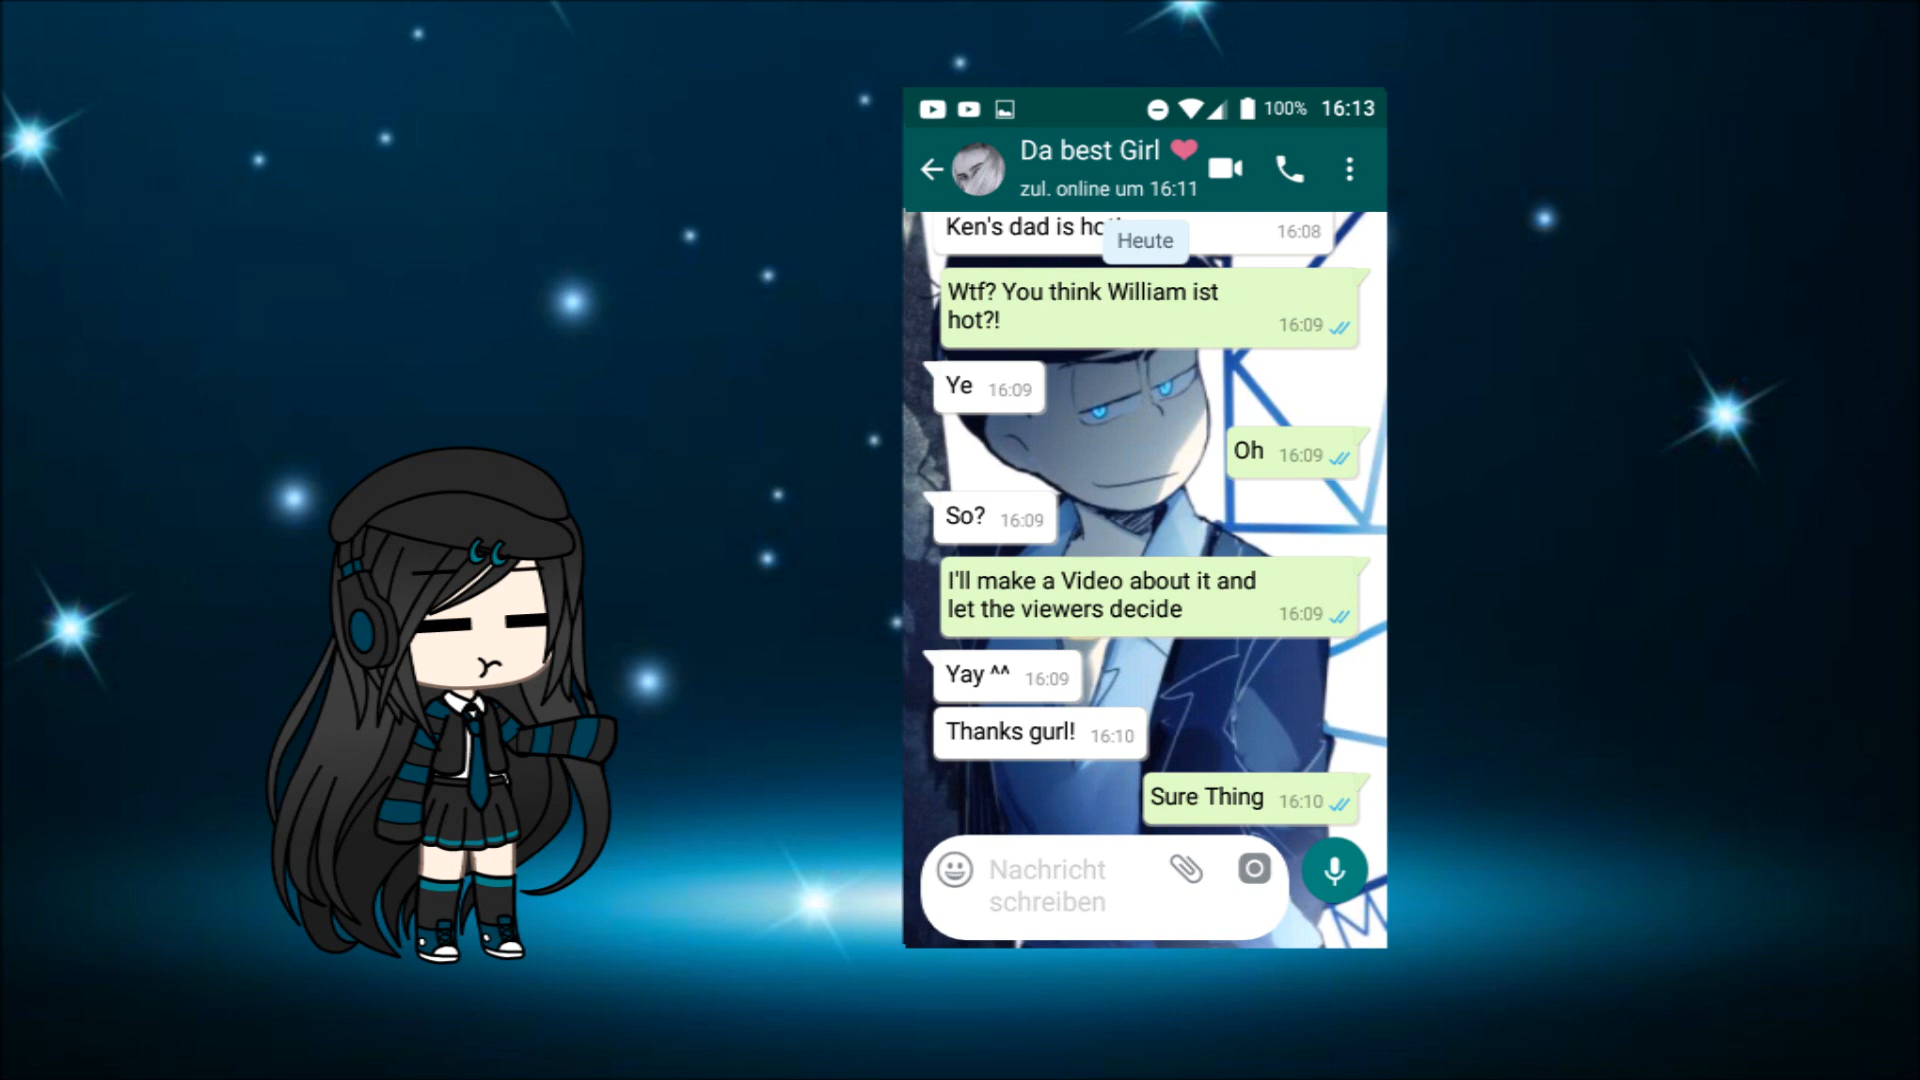 100% 16:13
Da best Girl ❤
zul. online um 16:11
Ken's dad is 16:08
Heute
Wtf? You think William ist
hot?! 16:09
Ye 16:09
Oh 16:09
So? 16:09
I'll make a Video about it and
let the viewers decide 16:09
Yay ^^ 16:09
Thanks gurl! 16:10
Sure Thing 16:10
Nachricht
schreiben